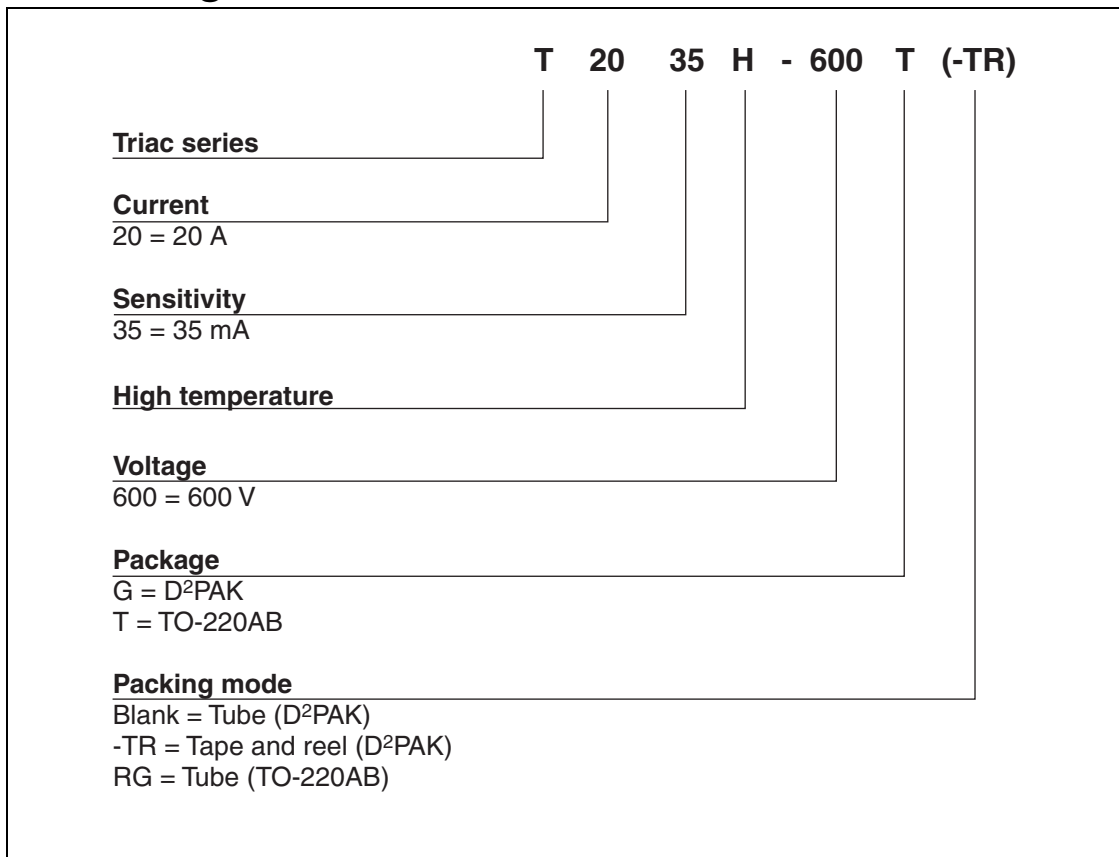 T 20 35 H - 600 T (-TR)
Triac series
Current
20 = 20 A
Sensitivity
35 = 35 mA
High temperature
Voltage
600 = 600 V
Package
G = D²PAK
T = TO-220AB
Packing mode
Blank = Tube (D²PAK)
-TR = Tape and reel (D²PAK)
RG = Tube (TO-220AB)